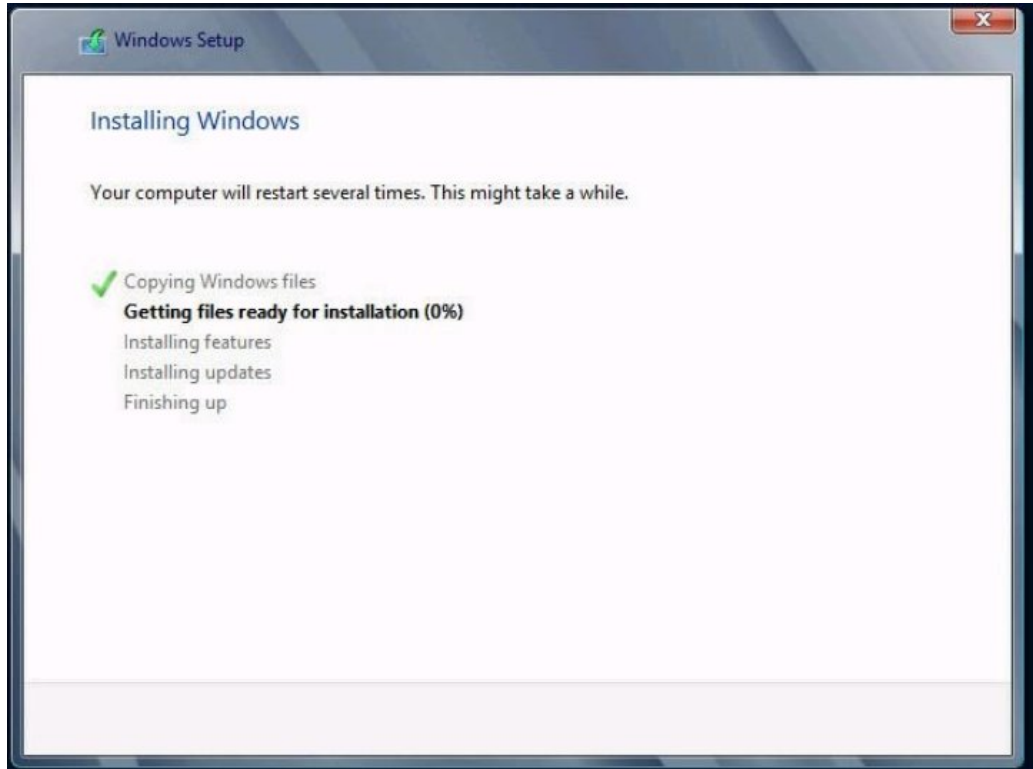 Windows Setup
Installing Windows
Your computer will restart several times. This might take a while.
Copying Windows files
Getting files ready for installation (0%)
Installing features
Installing updates
Finishing up